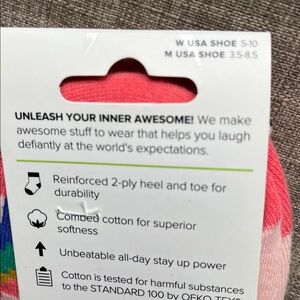 W USA SHOE 5-10
M USA SHOE 3.5-8.5
UNLEASH YOUR INNER AWESOME! We make
awesome stuff to wear that helps you laugh
defiantly at the world's expectations.
Reinforced 2-ply heel and toe for
durability
Combed cotton for superior
softness
Unbeatable all-day stay up power
Cotton is tested for harmful substances
to the STANDARD 100 by OEKO-TEX®